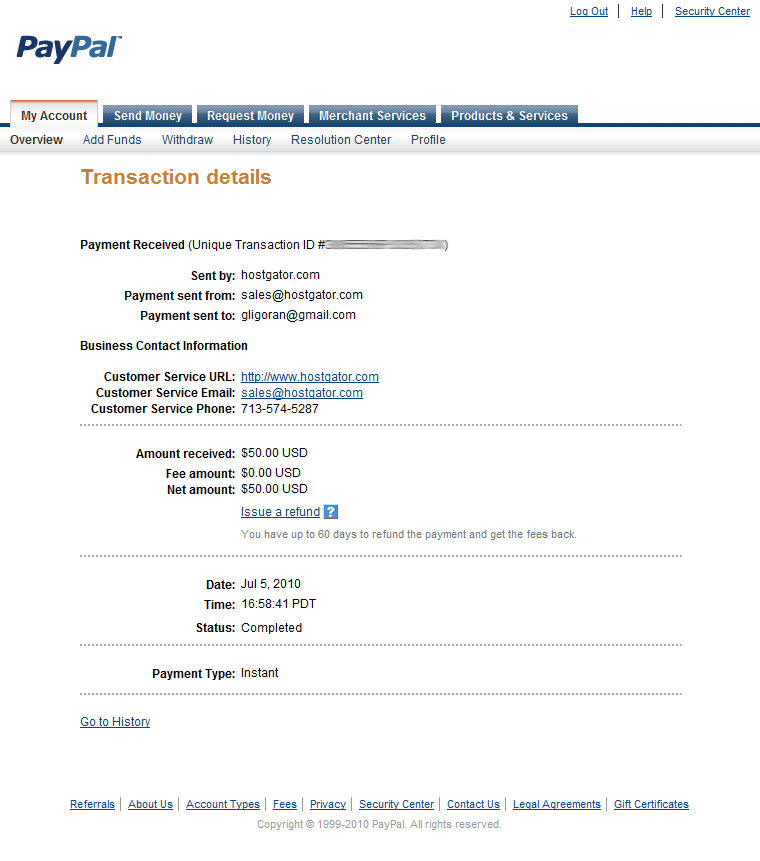 Log Out | Help | Security Center
PayPal™
My Account Send Money Request Money Merchant Services Products & Services
Overview Add Funds Withdraw History Resolution Center Profile
Transaction details
Payment Received (Unique Transaction ID # )
Sent by: hostgator.com
Payment sent from: sales@hostgator.com
Payment sent to: gligoran@gmail.com
Business Contact Information
Customer Service URL: http://www.hostgator.com
Customer Service Email: sales@hostgator.com
Customer Service Phone: 713-574-5287
Amount received: $50.00 USD
Fee amount: $0.00 USD
Net amount: $50.00 USD
Issue a refund ?
You have up to 60 days to refund the payment and get the fees back.
Date: Jul 5, 2010
Time: 16:58:41 PDT
Status: Completed
Payment Type: Instant
Go to History
Referrals | About Us | Account Types | Fees | Privacy | Security Center | Contact Us | Legal Agreements | Gift Certificates
Copyright © 1999-2010 PayPal. All rights reserved.